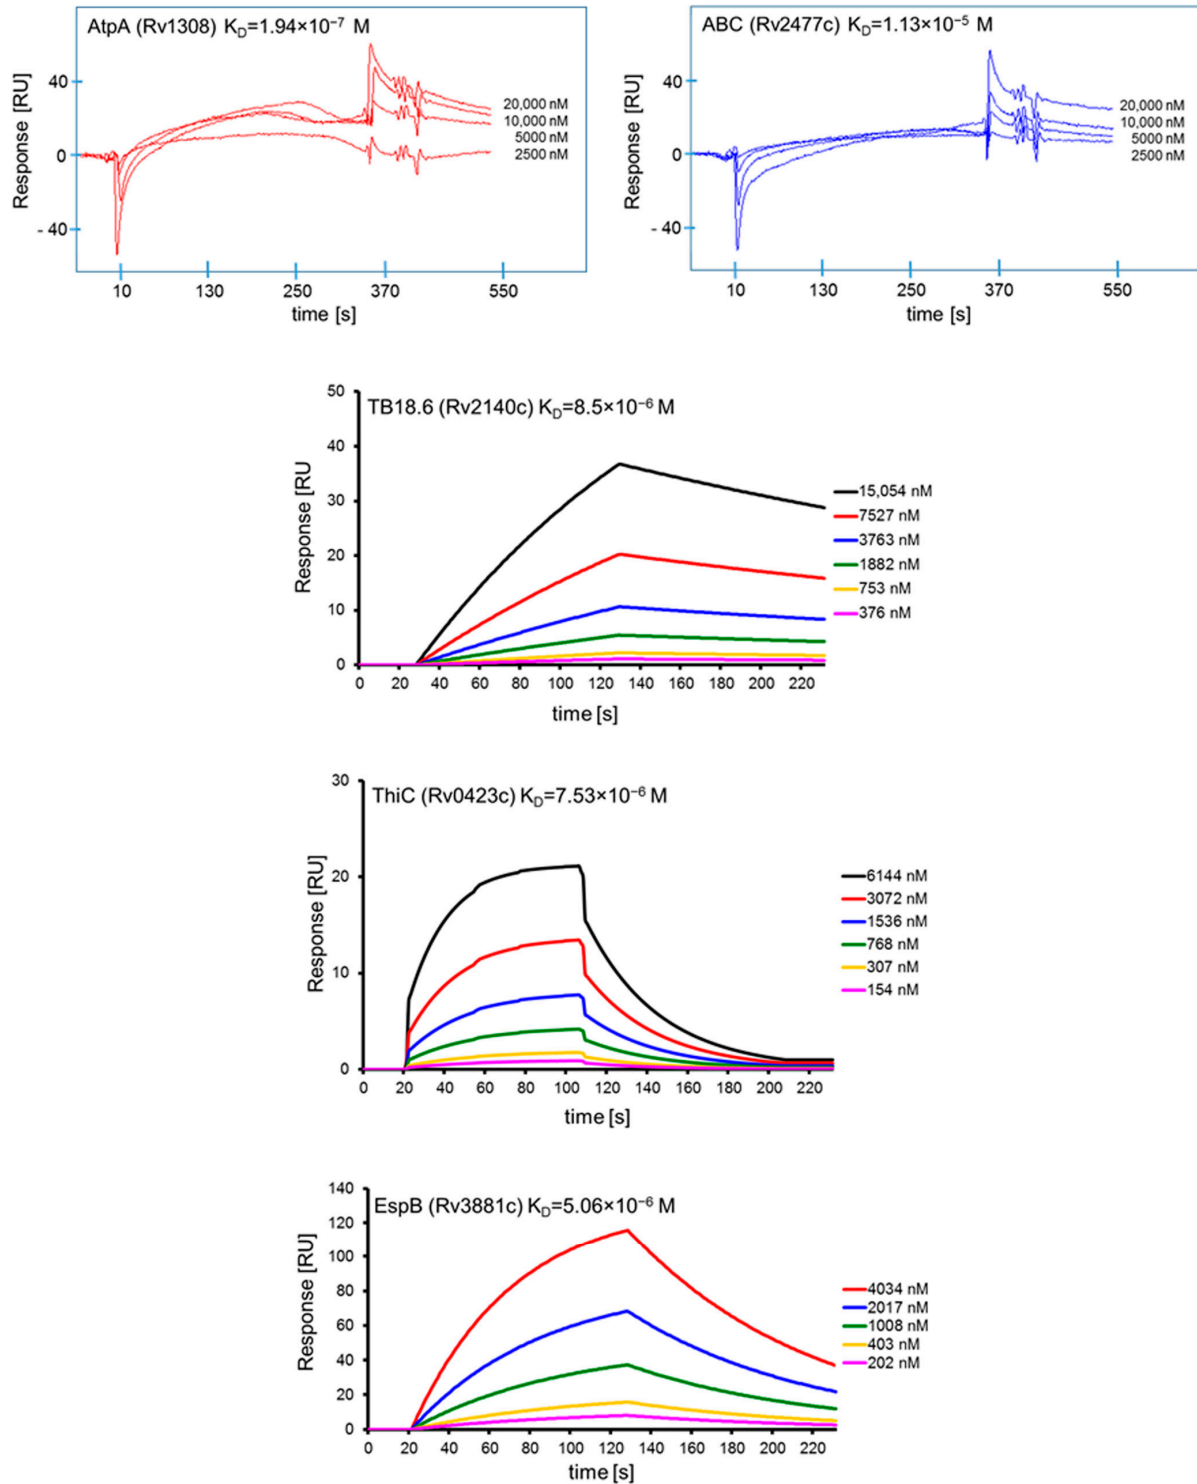 AtpA (Rv1308) K_D=1.94×10⁻⁷ M
Response [RU]
40
0
- 40
20,000 nM
10,000 nM
5000 nM
2500 nM
10 130 250 370 550
time [s]
ABC (Rv2477c) K_D=1.13×10⁻⁵ M
Response [RU]
40
0
- 40
20,000 nM
10,000 nM
5000 nM
2500 nM
10 130 250 370 550
time [s]
TB18.6 (Rv2140c) K_D=8.5×10⁻⁶ M
Response [RU
50
40
30
20
10
0
15,054 nM
7527 nM
3763 nM
1882 nM
753 nM
376 nM
0 20 40 60 80 100 120 140 160 180 200 220
time [s]
ThiC (Rv0423c) K_D=7.53×10⁻⁶ M
Response [RU]
30
20
10
0
6144 nM
3072 nM
1536 nM
768 nM
307 nM
154 nM
0 20 40 60 80 100 120 140 160 180 200 220
time [s]
EspB (Rv3881c) K_D=5.06×10⁻⁶ M
Response [RU]
140
120
100
80
60
40
20
0
4034 nM
2017 nM
1008 nM
403 nM
202 nM
0 20 40 60 80 100 120 140 160 180 200 220
time [s]